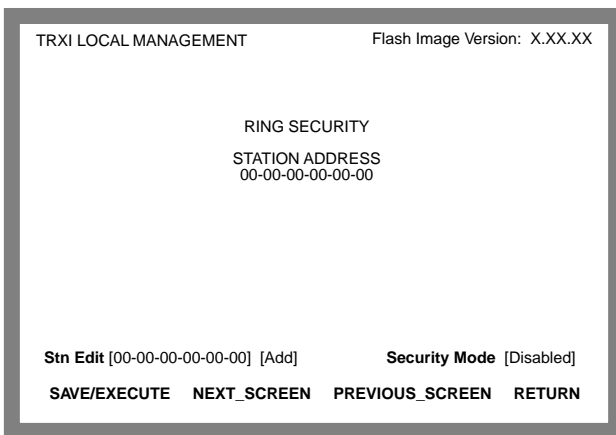 TRXI LOCAL MANAGEMENT Flash Image Version: X.XX.XX
RING SECURITY
STATION ADDRESS
00-00-00-00-00-00
Stn Edit [00-00-00-00-00-00] [Add] Security Mode [Disabled]
SAVE/EXECUTE NEXT_SCREEN PREVIOUS_SCREEN RETURN